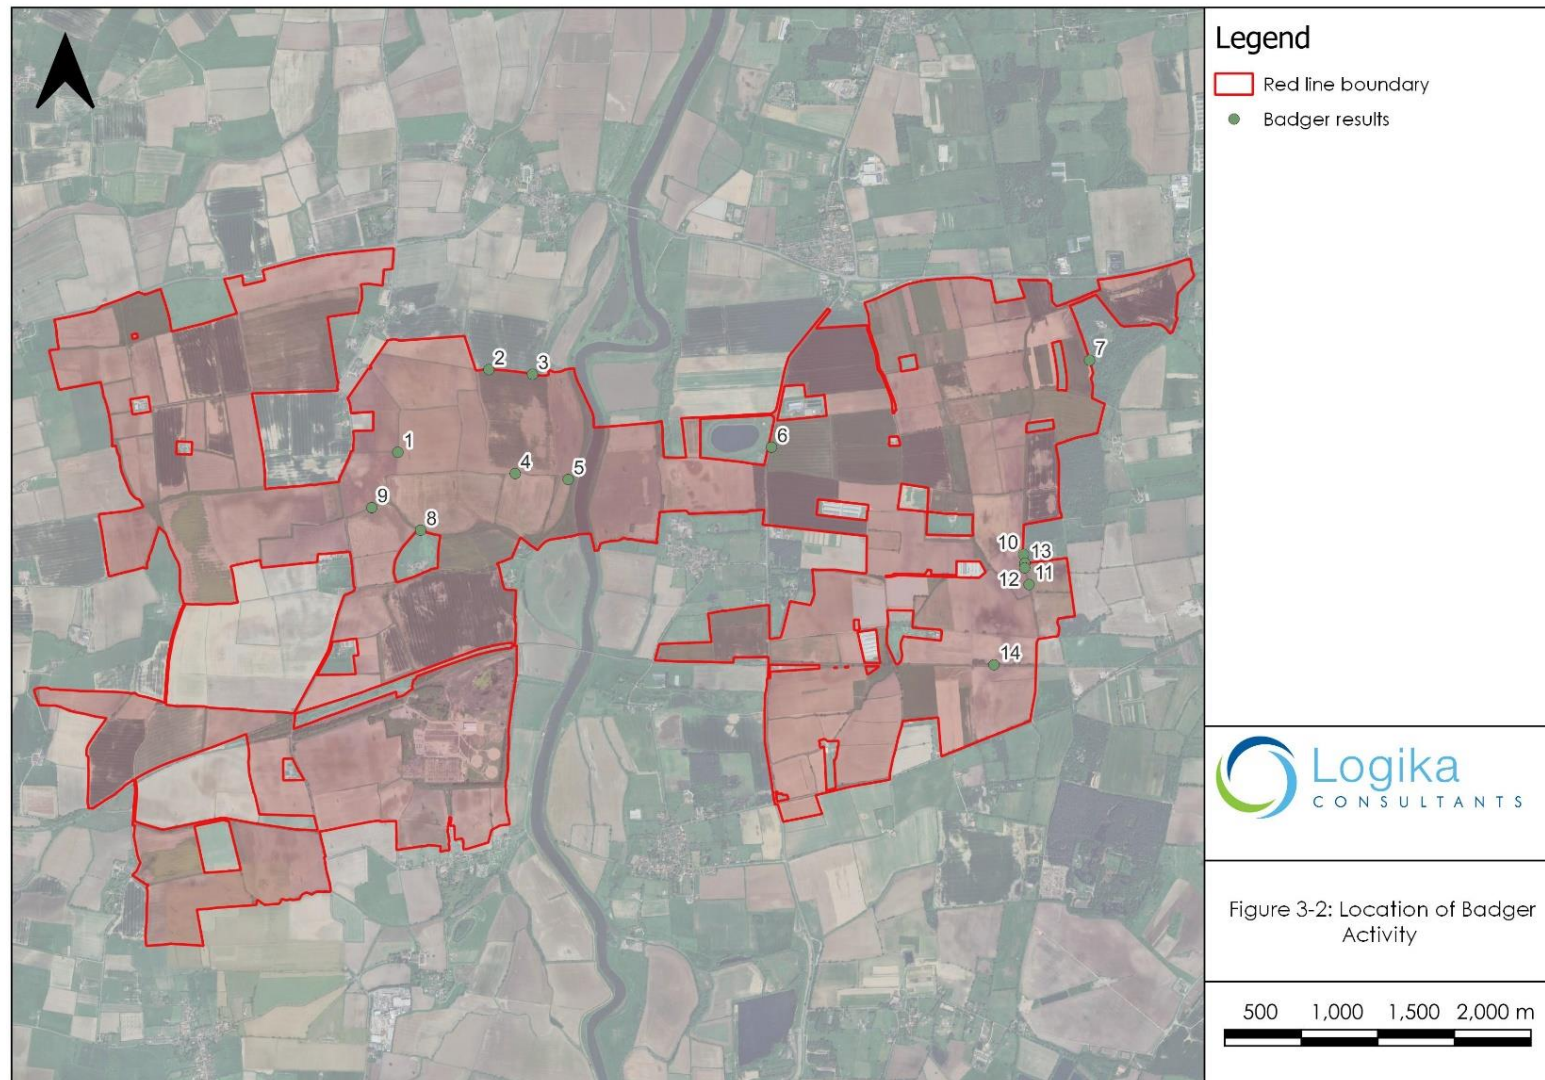 Legend
Red line boundary
Badger results
2
3
7
1
6
4
5
9
8
10
13
12
11
14
Logika
CONSULTANTS
Figure 3-2: Location of Badger
Activity
500 1,000 1,500 2,000 m